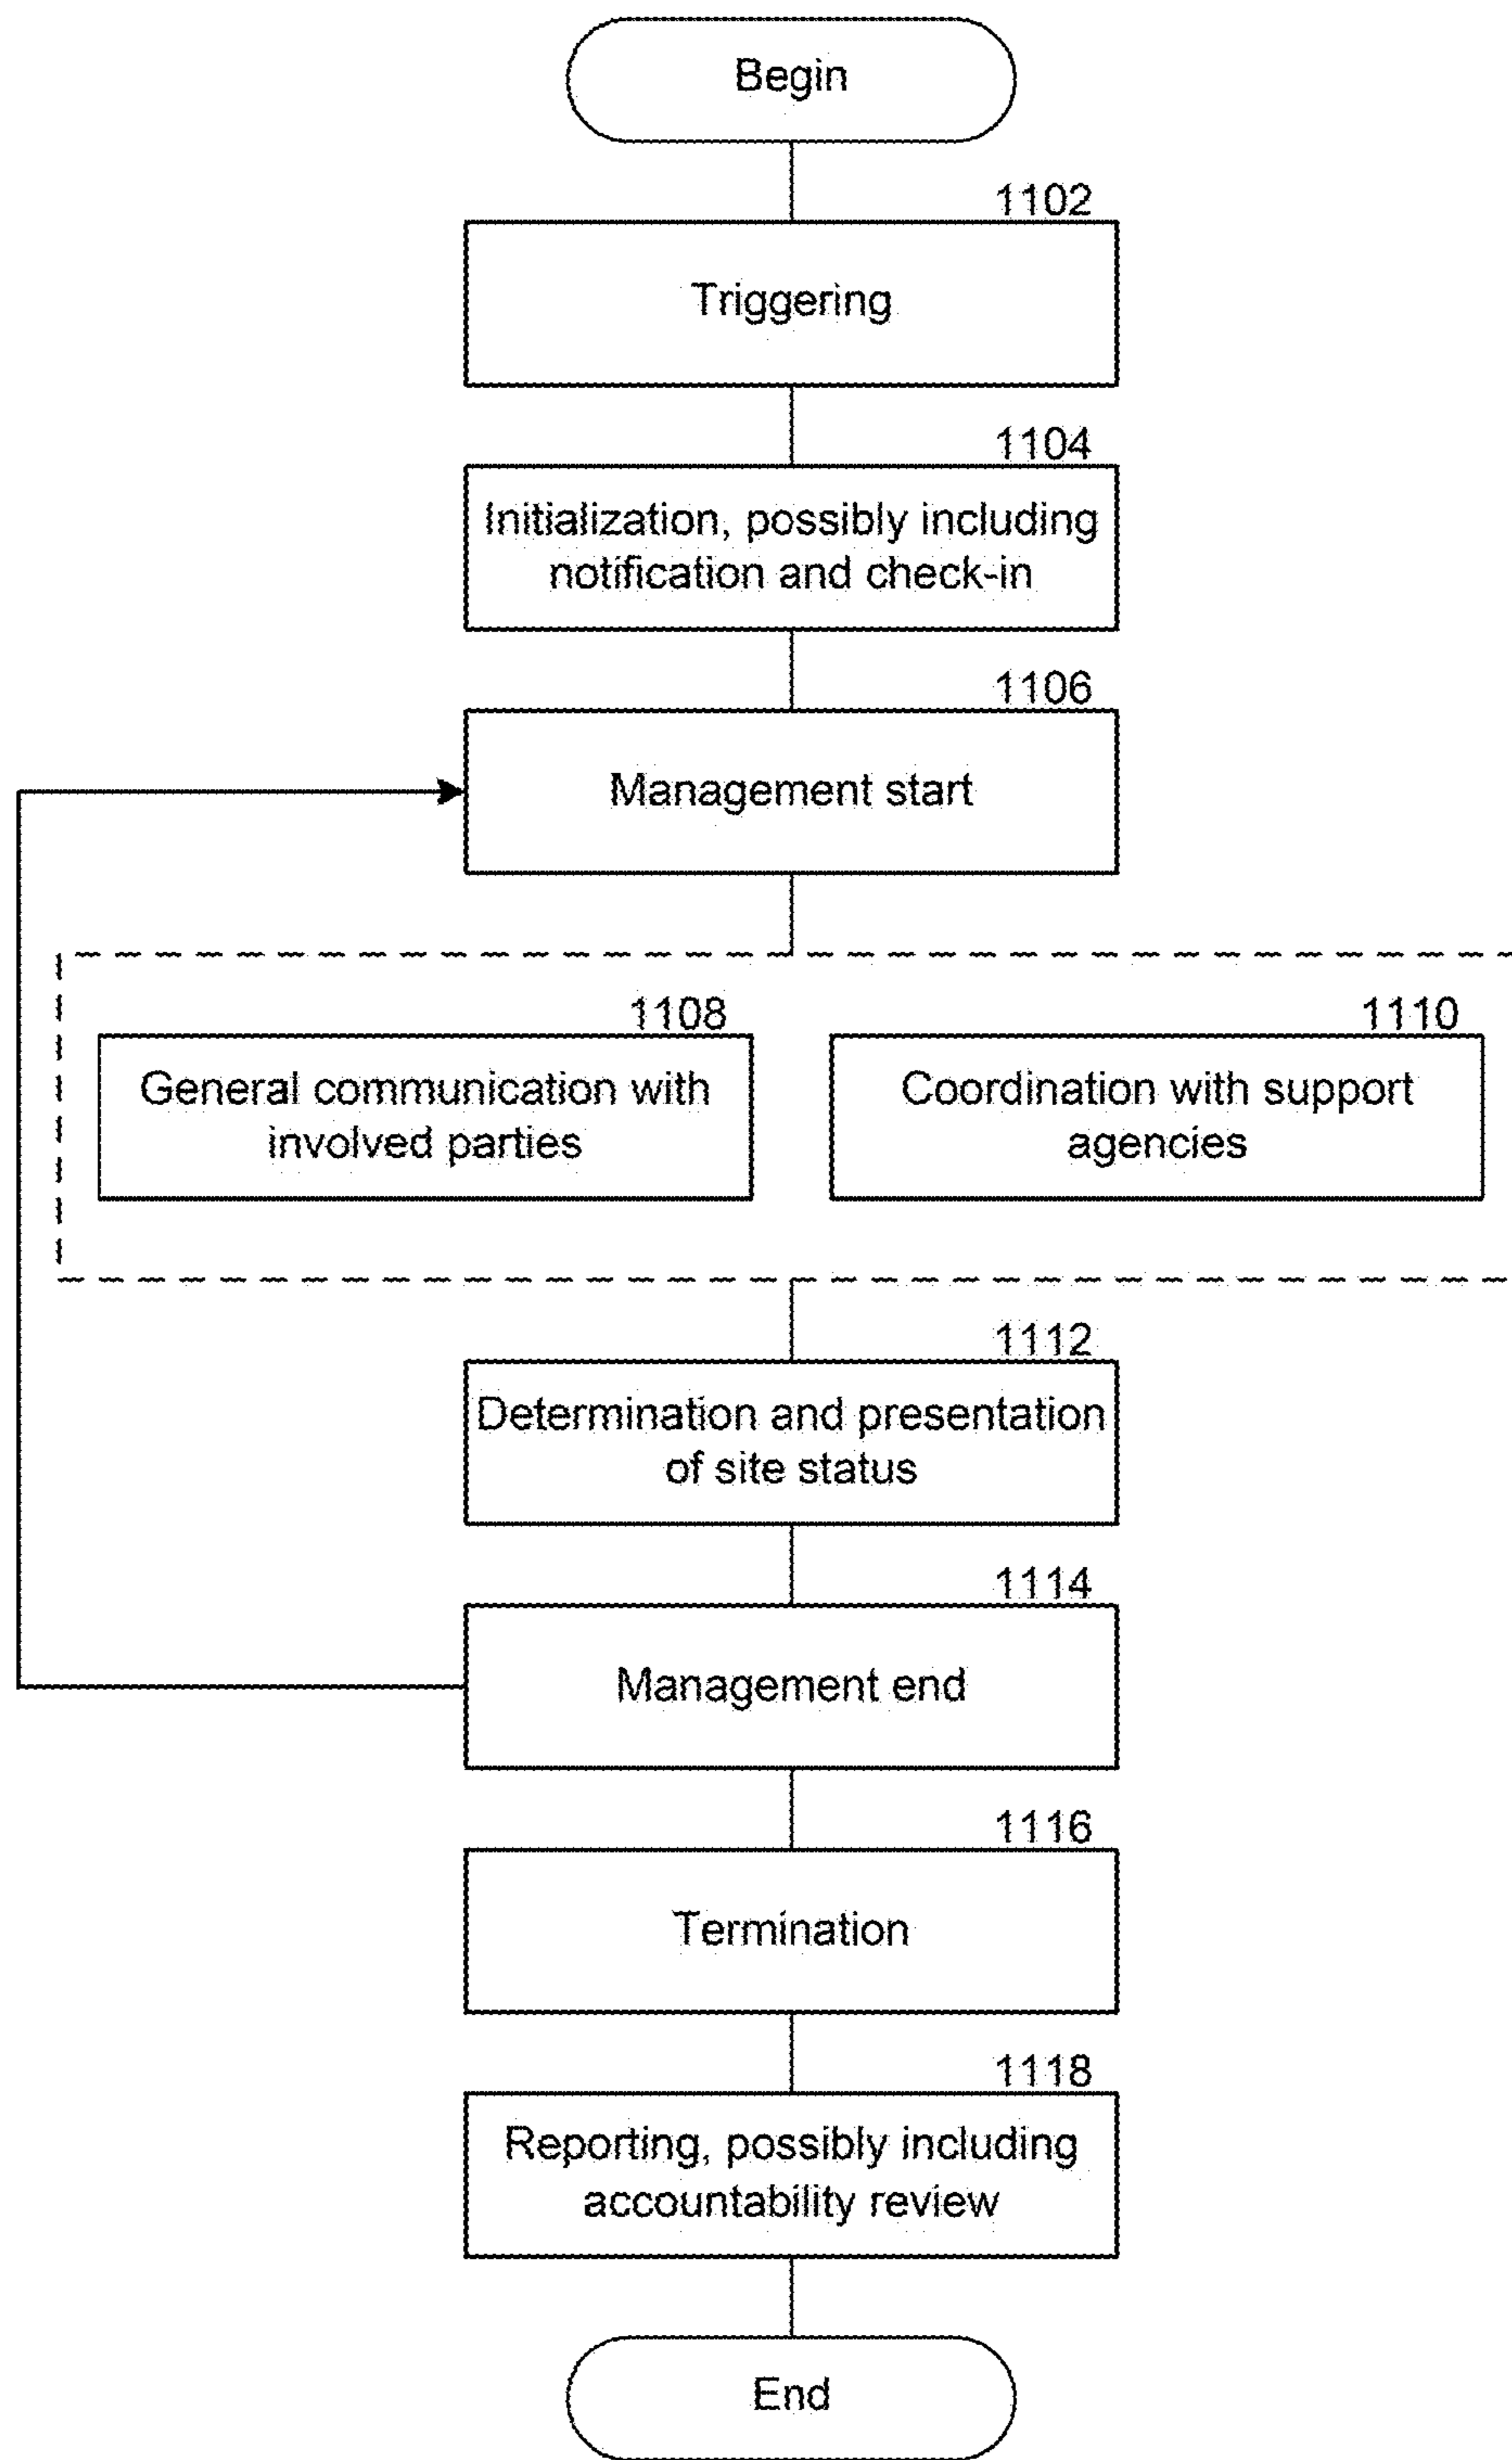 Begin
1102
Triggering
1104
Initialization, possibly including
notification and check-in
1106
Management start
1108
General communication with
involved parties
1110
Coordination with support
agencies
1112
Determination and presentation
of site status
1114
Management end
1116
Termination
1118
Reporting, possibly including
accountability review
End